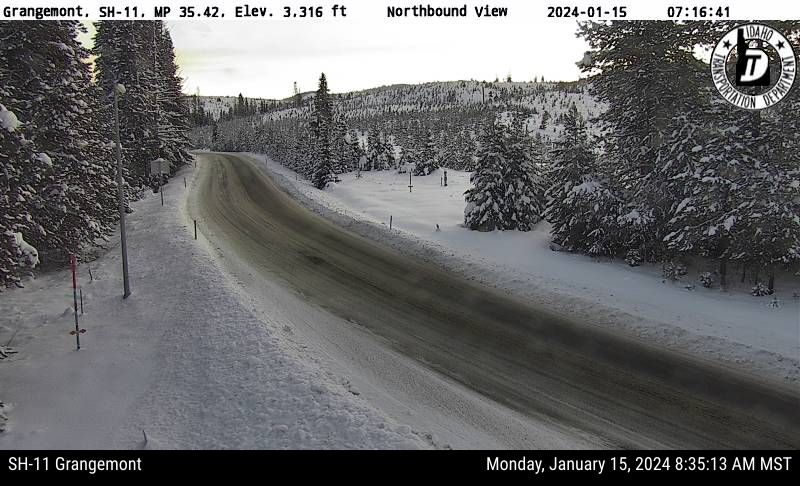 Grangemont, SH-11, MP 35.42, Elev. 3,316 ft Northbound View 2024-01-15 07:16:41
IDAHO
TRANSPORTATION DEPARTMENT
SH-11 Grangemont Monday, January 15, 2024 8:35:13 AM MST